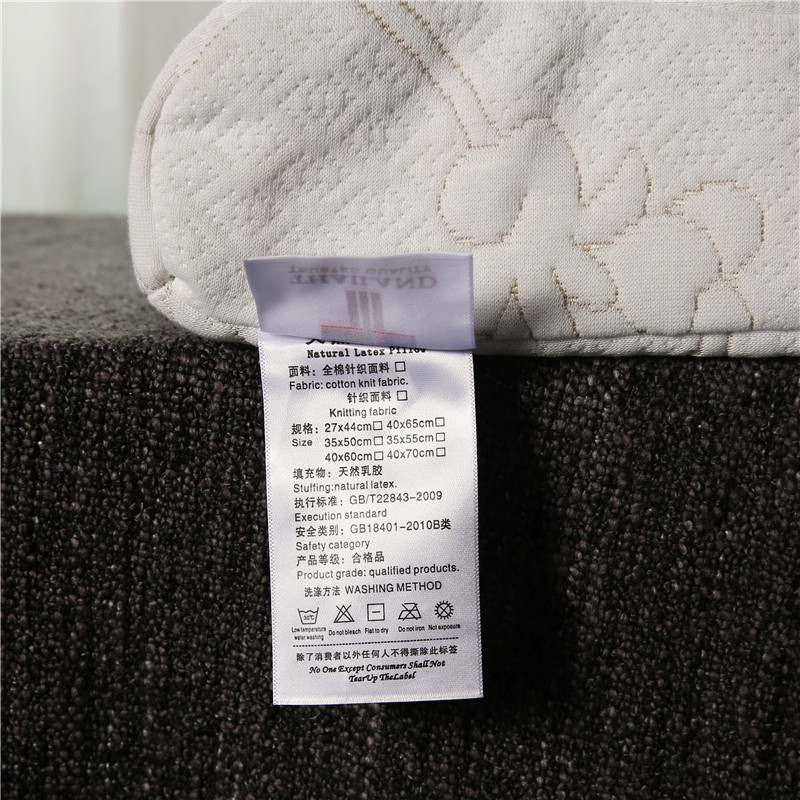 TRUSTED QUALITY
THAILAND
Natural Latex Pillow
面料：全棉针织面料□
Fabric: cotton knit fabric.
针织面料□
Knitting fabric
规格：27x44cm□ 40x65cm□
Size 35x50cm□ 35x55cm□
40x60cm□ 40x70cm□
填充物：天然乳胶
Stuffing:natural latex.
执行标准：GB/T22843-2009
Execution standard
安全类别：GB18401-2010B类
Safety category
产品等级：合格品
Product grade: qualified products.
洗涤方法 WASHING METHOD
30℃
Low temperature water washing Do not bleach Flat to dry Do not iron Not exposure
除了消费者以外任何人不得撕除此标签
No One Except Consumers Shall Not
TearUp TheLabel